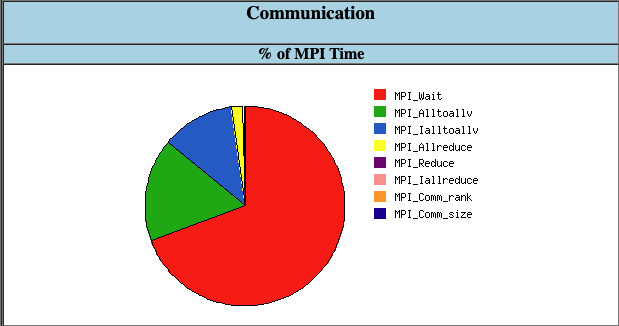 Communication
% of MPI Time
MPI_Wait
MPI_Alltoallv
MPI_Ialltoallv
MPI_Allreduce
MPI_Reduce
MPI_Iallreduce
MPI_Comm_rank
MPI_Comm_size